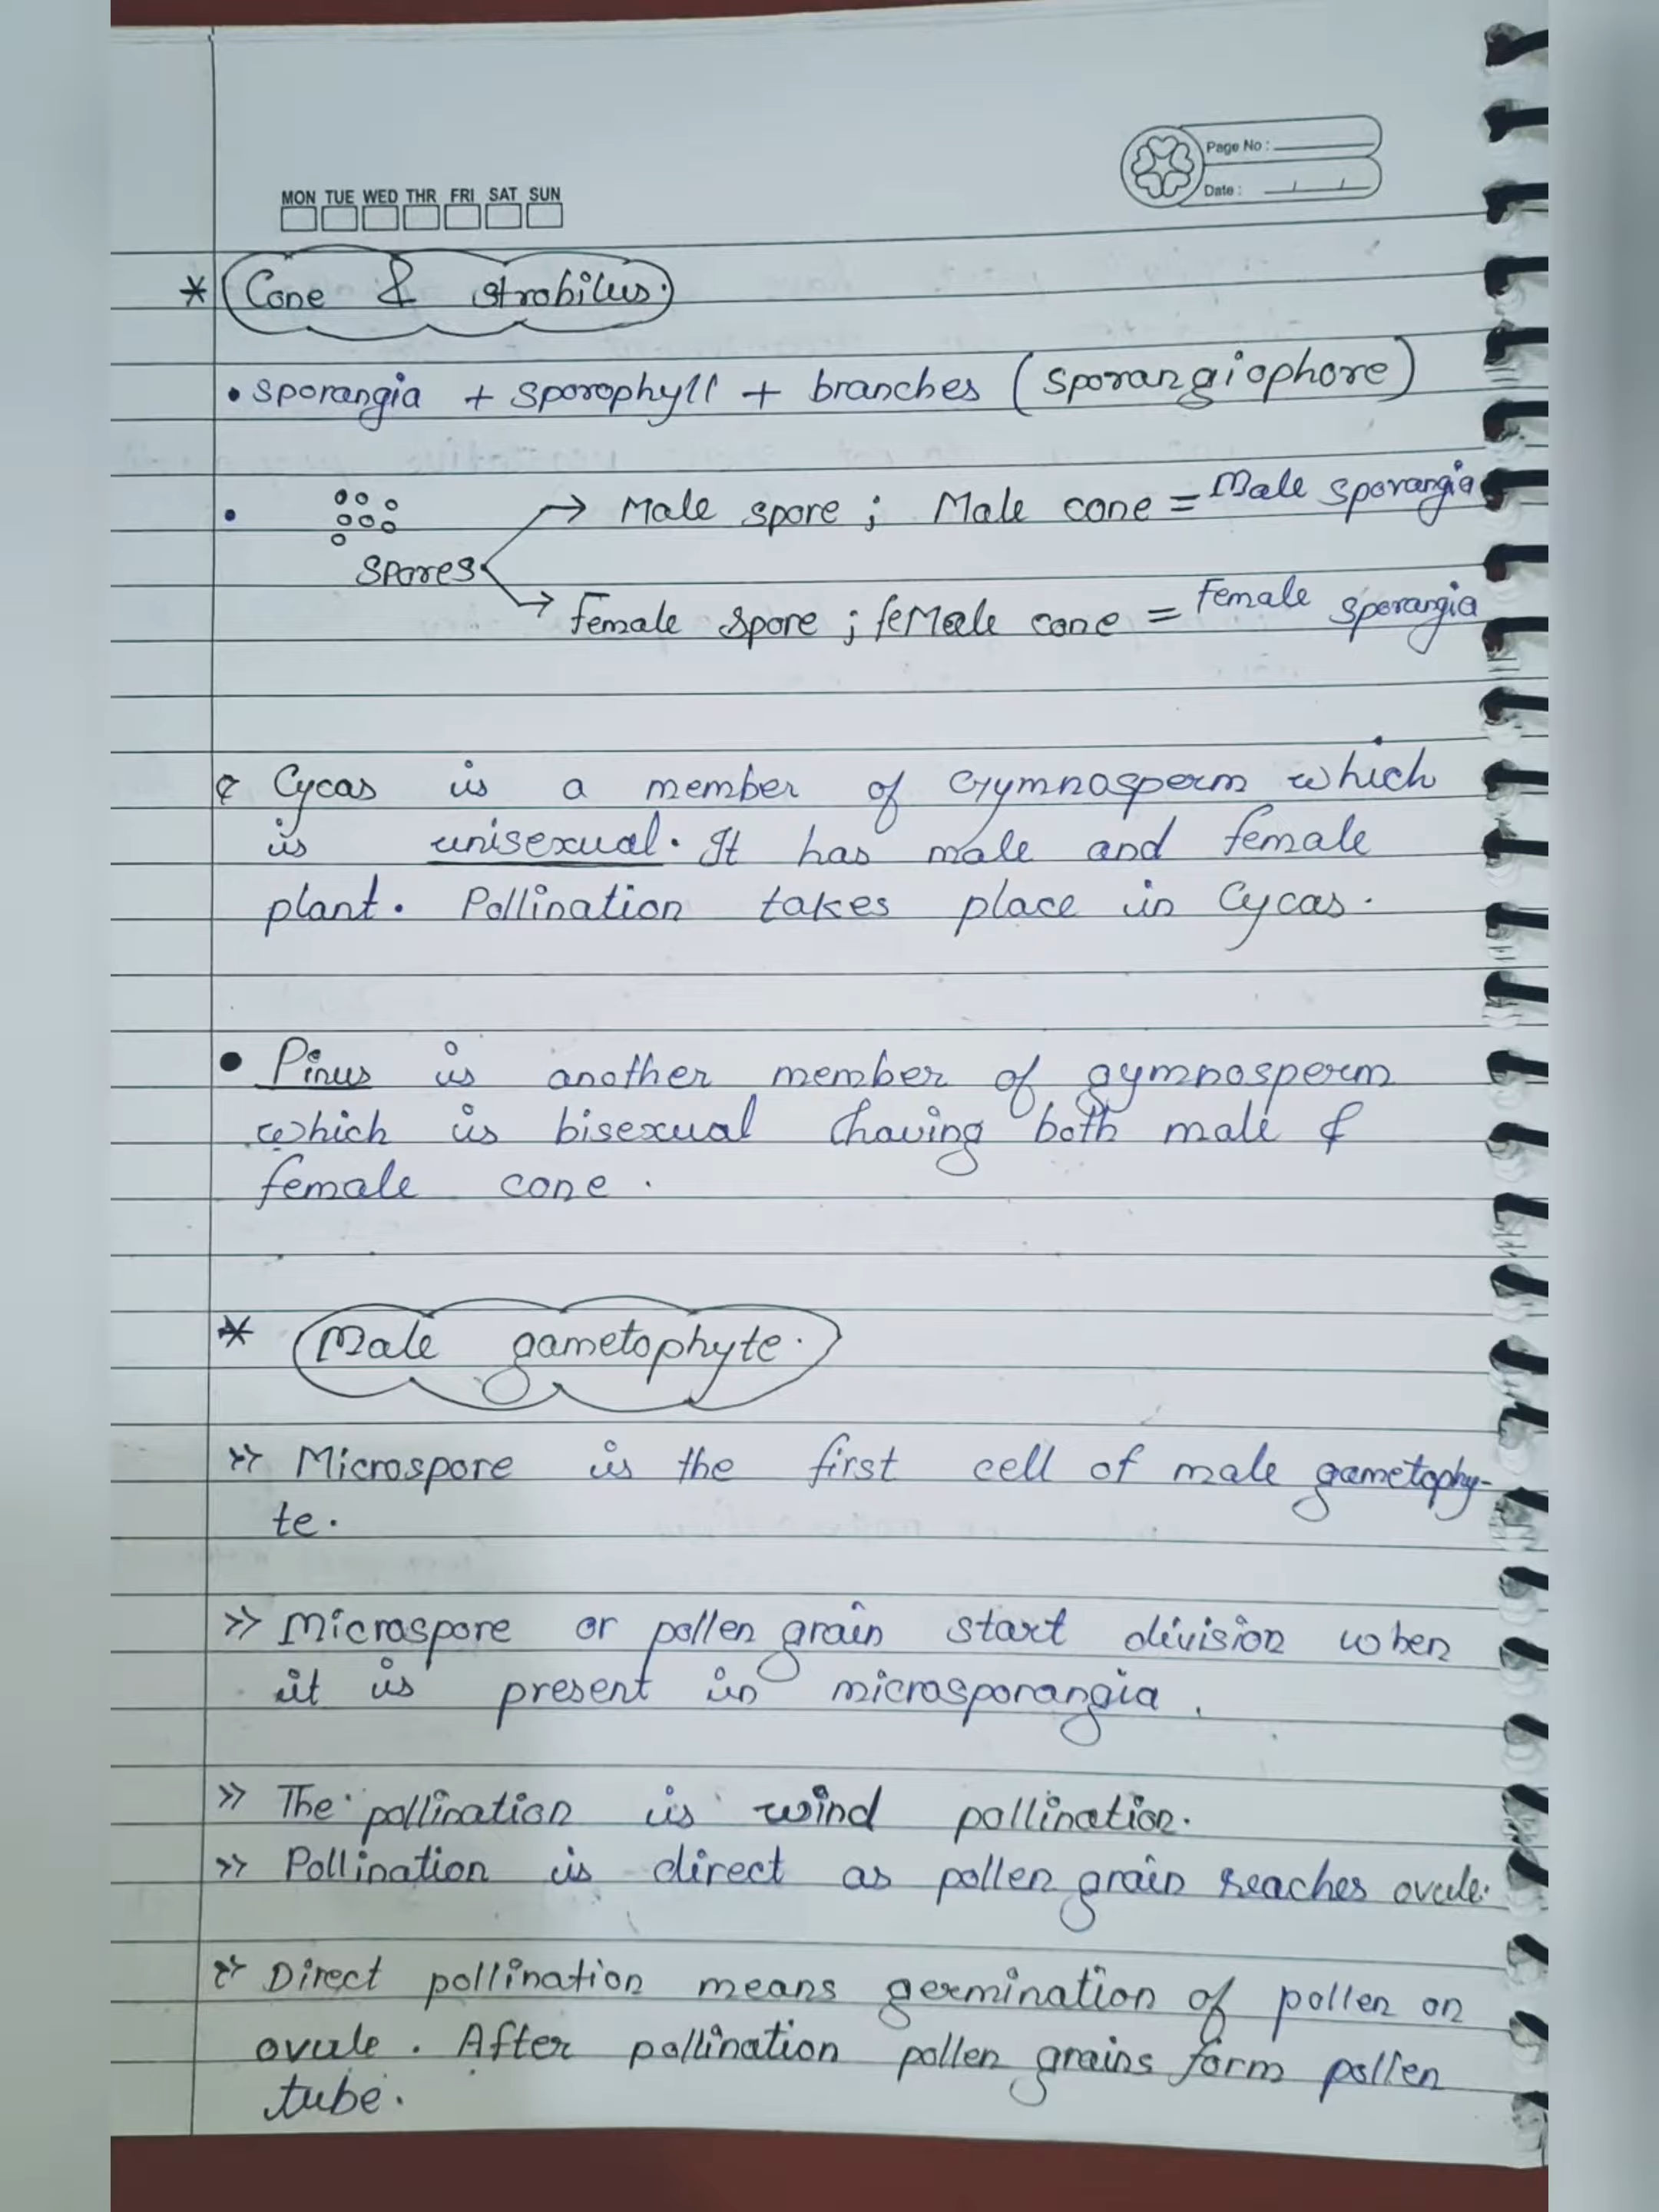 Page No :
Date :
MON TUE WED THR FRI SAT SUN
* Cone & strobilus.
• sporangia + sporophyll + branches (sporangiophore)
• → Male spore ; Male cone = Male sporangia
spores
→ Female spore ; feMale cone = Female sporangia
Cycas is a member of Gymnosperm which
is unisexual. It has male and female
plant. Pollination takes place in Cycas.
• Pinus is another member of gymnosperm
which is bisexual having both male &
female cone.
* Male gametophyte.
>> Microspore is the first cell of male gametophy-
te.
>> Microspore or pollen grain start division when
it is present in microsporangia.
>> The pollination is wind pollination.
>> Pollination is direct as pollen grain reaches ovule.
>> Direct pollination means germination of pollen on
ovule. After pollination pollen grains form pollen
tube.